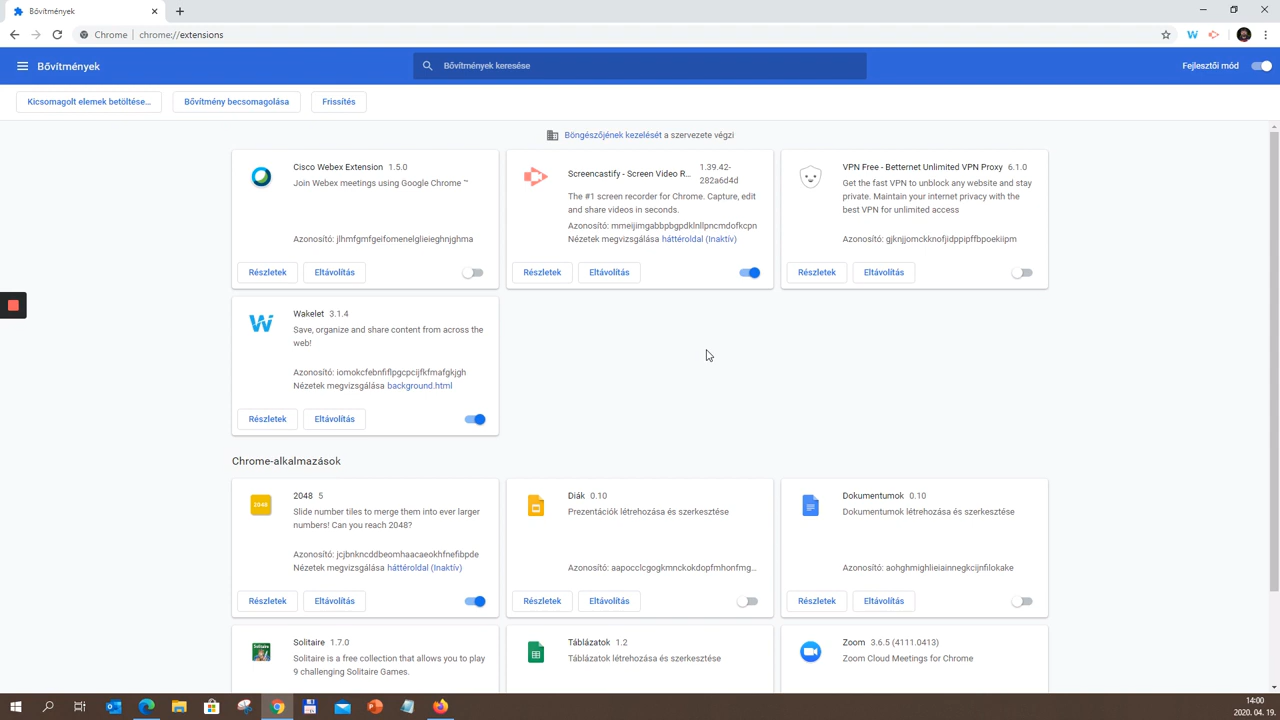 Bővítmények
Chrome | chrome://extensions
Bővítmények
Bővítmények keresése
Fejlesztői mód
Kicsomagolt elemek betöltése...
Bővítmény becsomagolása
Frissítés
Böngészőjének kezelését a szervezete végzi
Cisco Webex Extension 1.5.0
Join Webex meetings using Google Chrome ™
Azonosító: jlhmfgmfgeifomenelglieieghnjghma
Részletek
Eltávolítás
Screencastify - Screen Video R... 1.39.42-
282a6d4d
The #1 screen recorder for Chrome. Capture, edit
and share videos in seconds.
Azonosító: mmeijimgabbpbgpdklnllpncmdofkcpn
Nézetek megvizsgálása háttéroldal (Inaktív)
Részletek
Eltávolítás
VPN Free - Betternet Unlimited VPN Proxy 6.1.0
Get the fast VPN to unblock any website and stay
private. Maintain your internet privacy with the
best VPN for unlimited access
Azonosító: gjknjjomckknofjidppipffbpoekiipm
Részletek
Eltávolítás
Wakelet 3.1.4
Save, organize and share content from across the
web!
Azonosító: iomokcfebnfiflpgcpcijfkfmafgkjgh
Nézetek megvizsgálása background.html
Részletek
Eltávolítás
Chrome-alkalmazások
2048
2048 5
Slide number tiles to merge them into ever larger
numbers! Can you reach 2048?
Azonosító: jcjbnkncddbeomhaacaeokhfnefibpde
Nézetek megvizsgálása háttéroldal (Inaktív)
Részletek
Eltávolítás
Diák 0.10
Prezentációk létrehozása és szerkesztése
Azonosító: aapocclcgogkmnckokdopfmhonfmg...
Részletek
Eltávolítás
Dokumentumok 0.10
Dokumentumok létrehozása és szerkesztése
Azonosító: aohghmighlieiainnegkcijnfilokake
Részletek
Eltávolítás
Solitaire
Solitaire 1.7.0
Solitaire is a free collection that allows you to play
9 challenging Solitaire Games.
Táblázatok 1.2
Táblázatok létrehozása és szerkesztése
Zoom 3.6.5 (4111.0413)
Zoom Cloud Meetings for Chrome
14:00
2020. 04. 19.